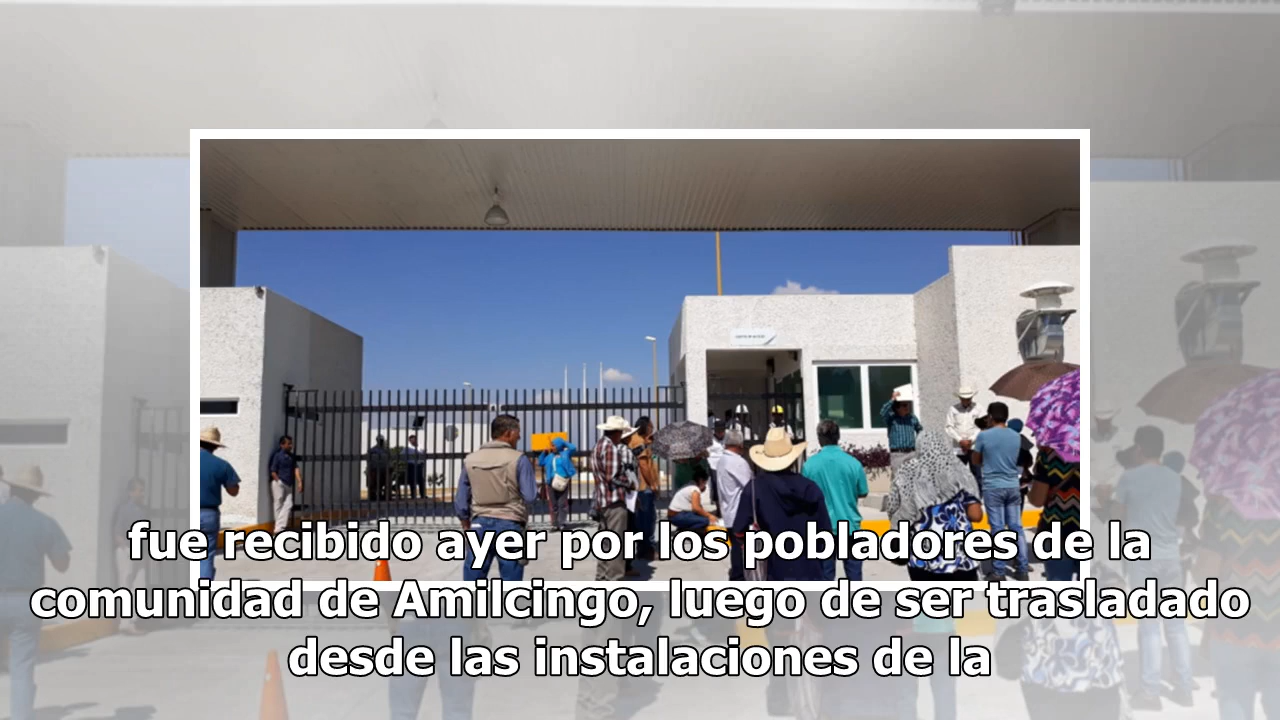 fue recibido ayer por los pobladores de la
comunidad de Amilcingo, luego de ser trasladado
desde las instalaciones de la